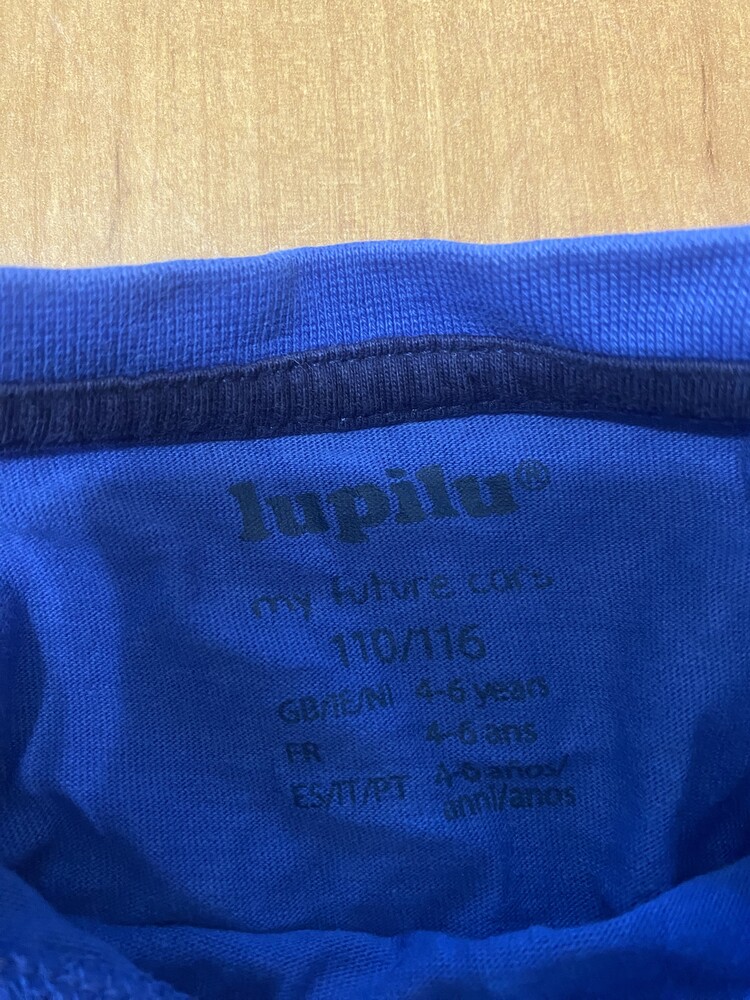 lupilu®
my future cars
110/116
GB/IE/NI 4-6 years
FR 4-6 ans
ES/IT/PT 4-6 años/
anni/anos